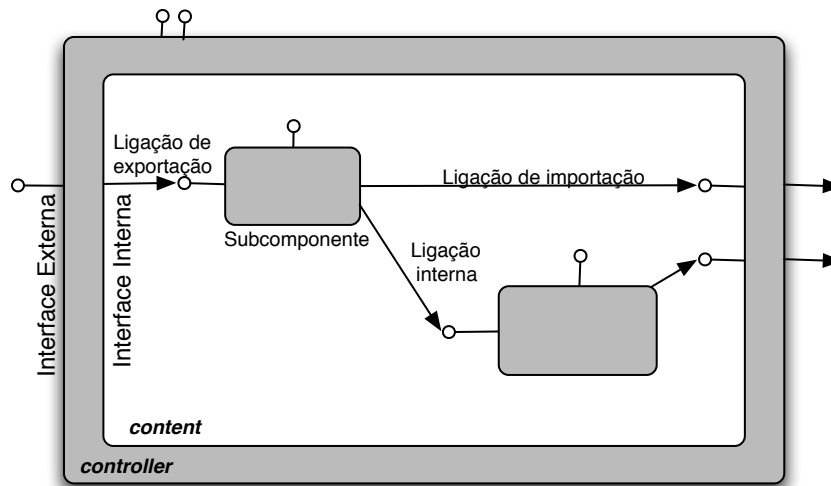 Ligação de
exportação
Ligação de importação
Subcomponente
Ligação
interna
Interface Externa
Interface Interna
content
controller